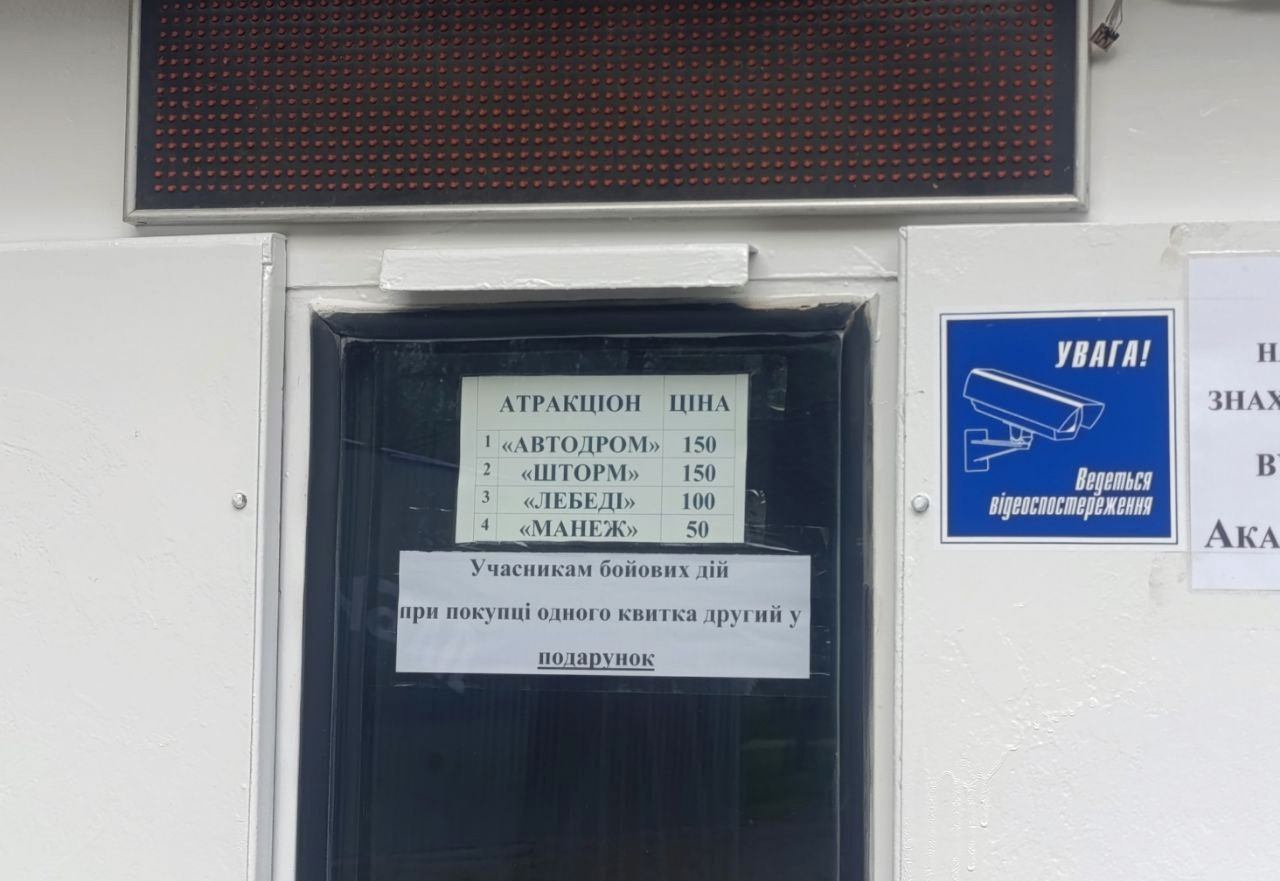 АТРАКЦІОН ЦІНА
1 «АВТОДРОМ» 150
2 «ШТОРМ» 150
3 «ЛЕБЕДІ» 100
4 «МАНЕЖ» 50
Учасникам бойових дій
при покупці одного квитка другий у
подарунок
УВАГА!
Ведеться
відеоспостереження